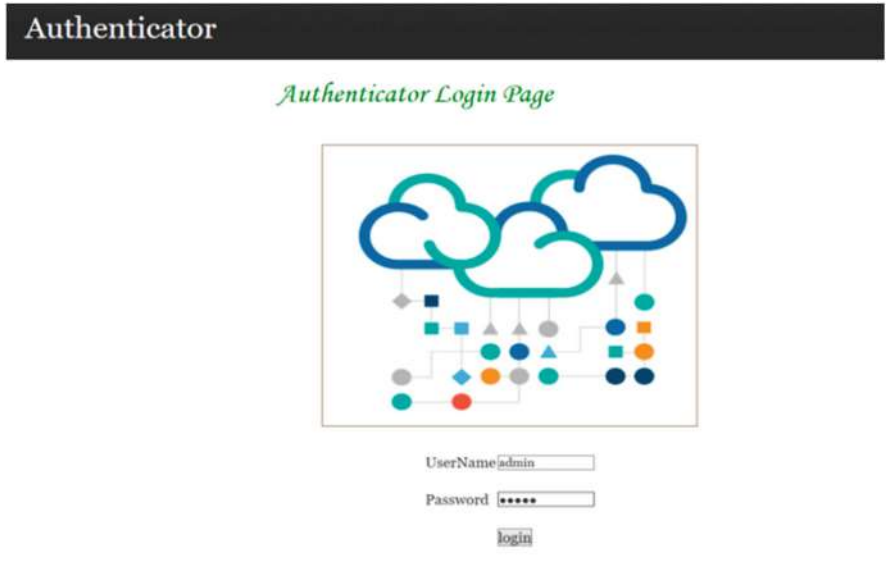 Authenticator
Authenticator Login Page
UserName admin
Password •••••
login